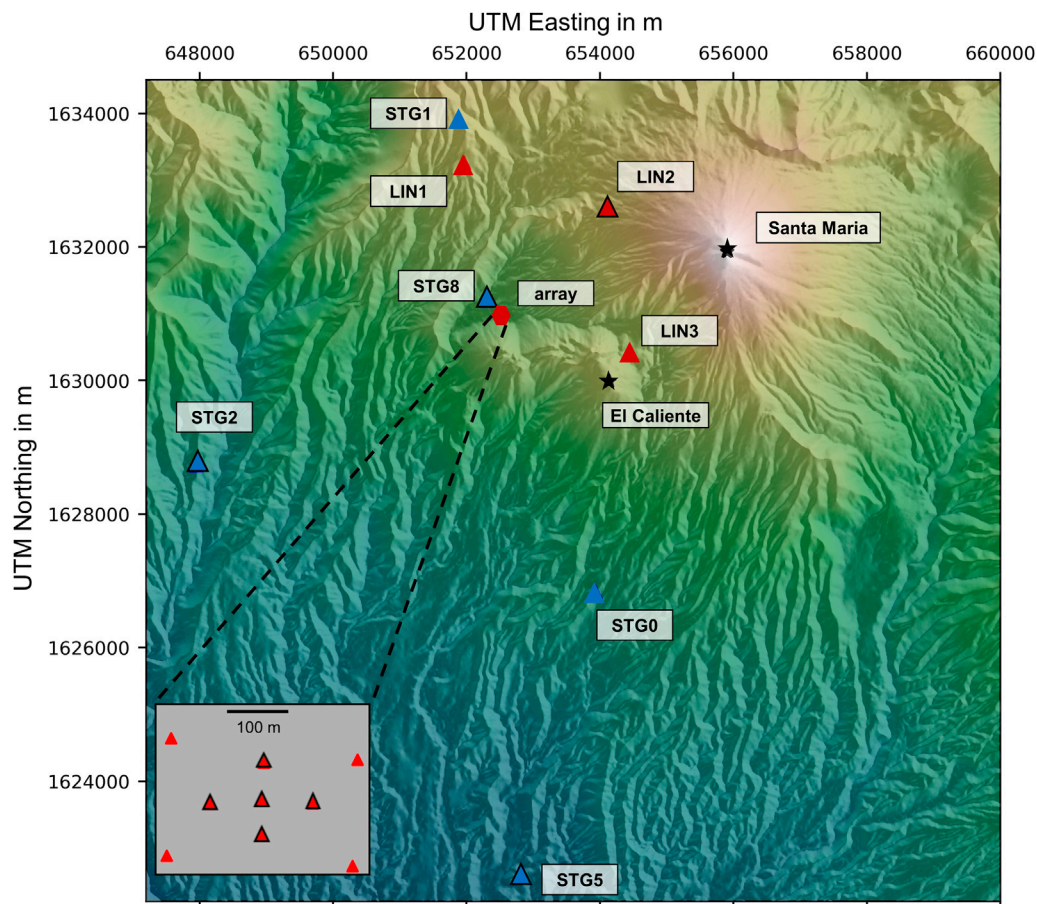 UTM Easting in m
648000 650000 652000 654000 656000 658000 660000
UTM Northing in m
1634000
1632000
1630000
1628000
1626000
1624000
STG1
LIN1
LIN2
Santa Maria
STG8
array
LIN3
El Caliente
STG2
STG0
100 m
STG5